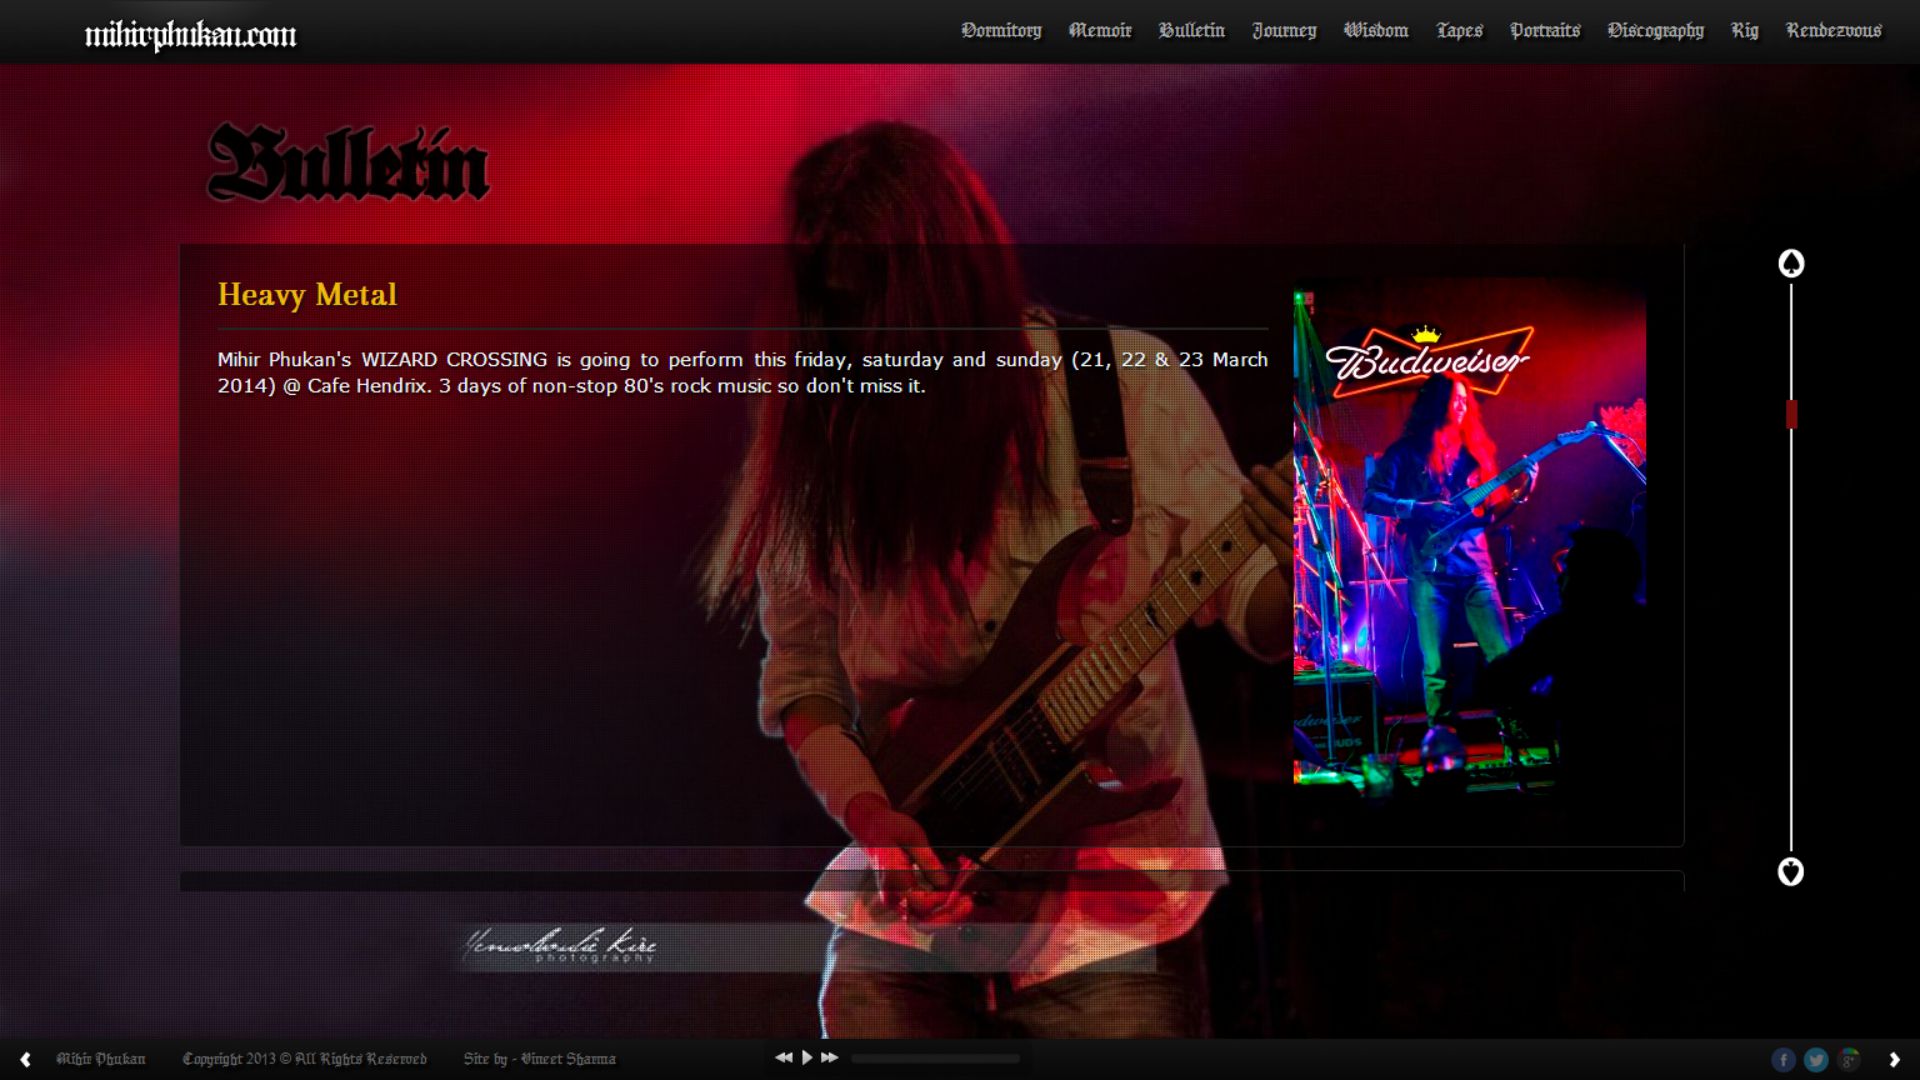 mihirphukan.com
Dormitory Memoir Bulletin Journey Wisdom Tapes Portraits Discography Rig Rendezvous
Bulletin
Heavy Metal
Mihir Phukan's WIZARD CROSSING is going to perform this friday, saturday and sunday (21, 22 & 23 March
2014) @ Cafe Hendrix. 3 days of non-stop 80's rock music so don't miss it.
Budweiser
Kire
photography
Mihir Phukan Copyright 2013 © All Rights Reserved Site by - Vineet Sharma